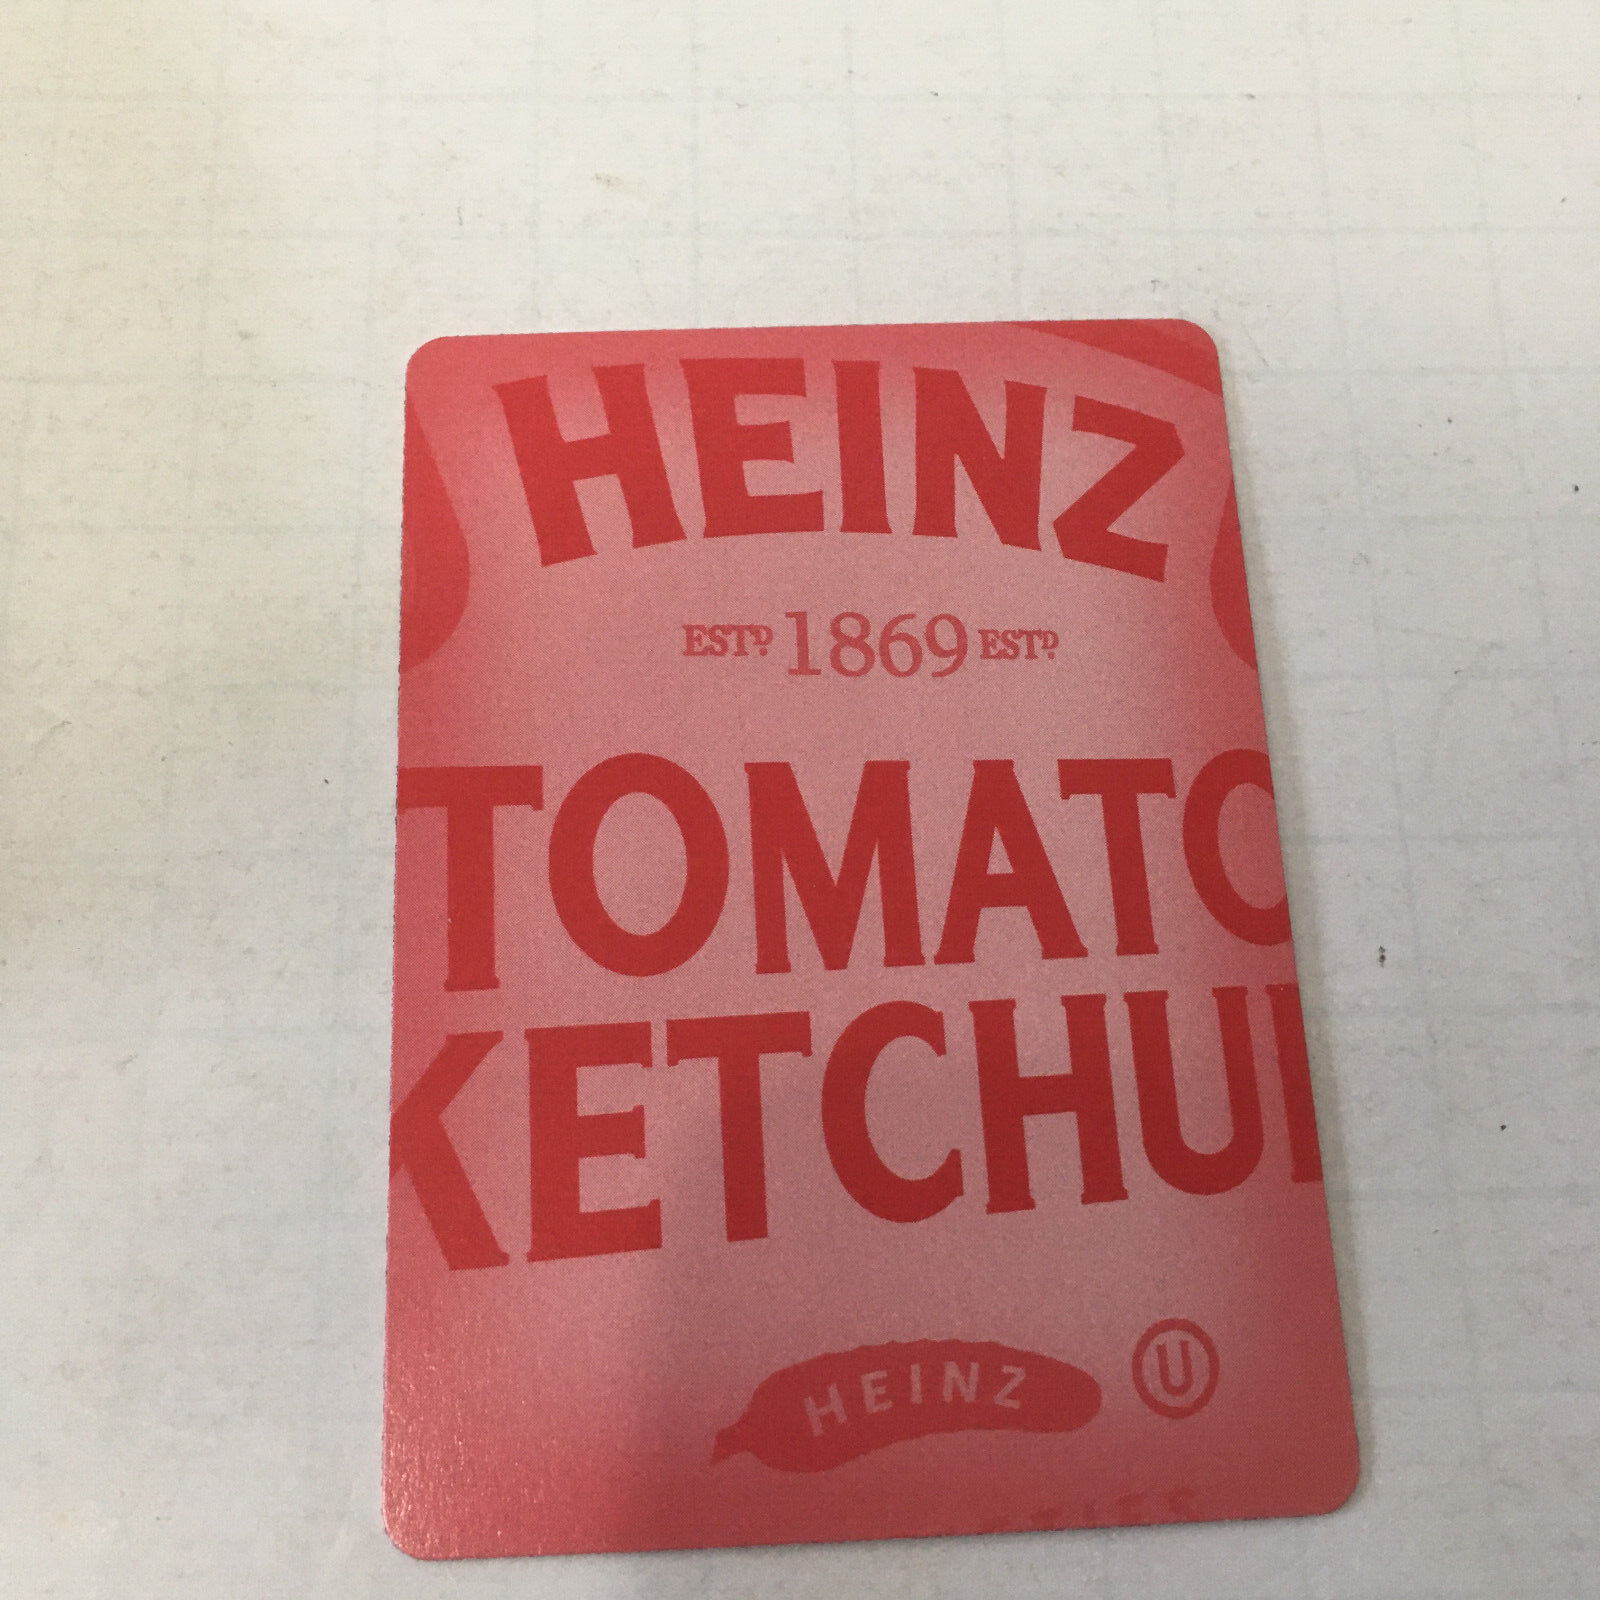 HEINZ
ESTD. 1869 ESTD.
TOMATO
KETCHUP
HEINZ
U